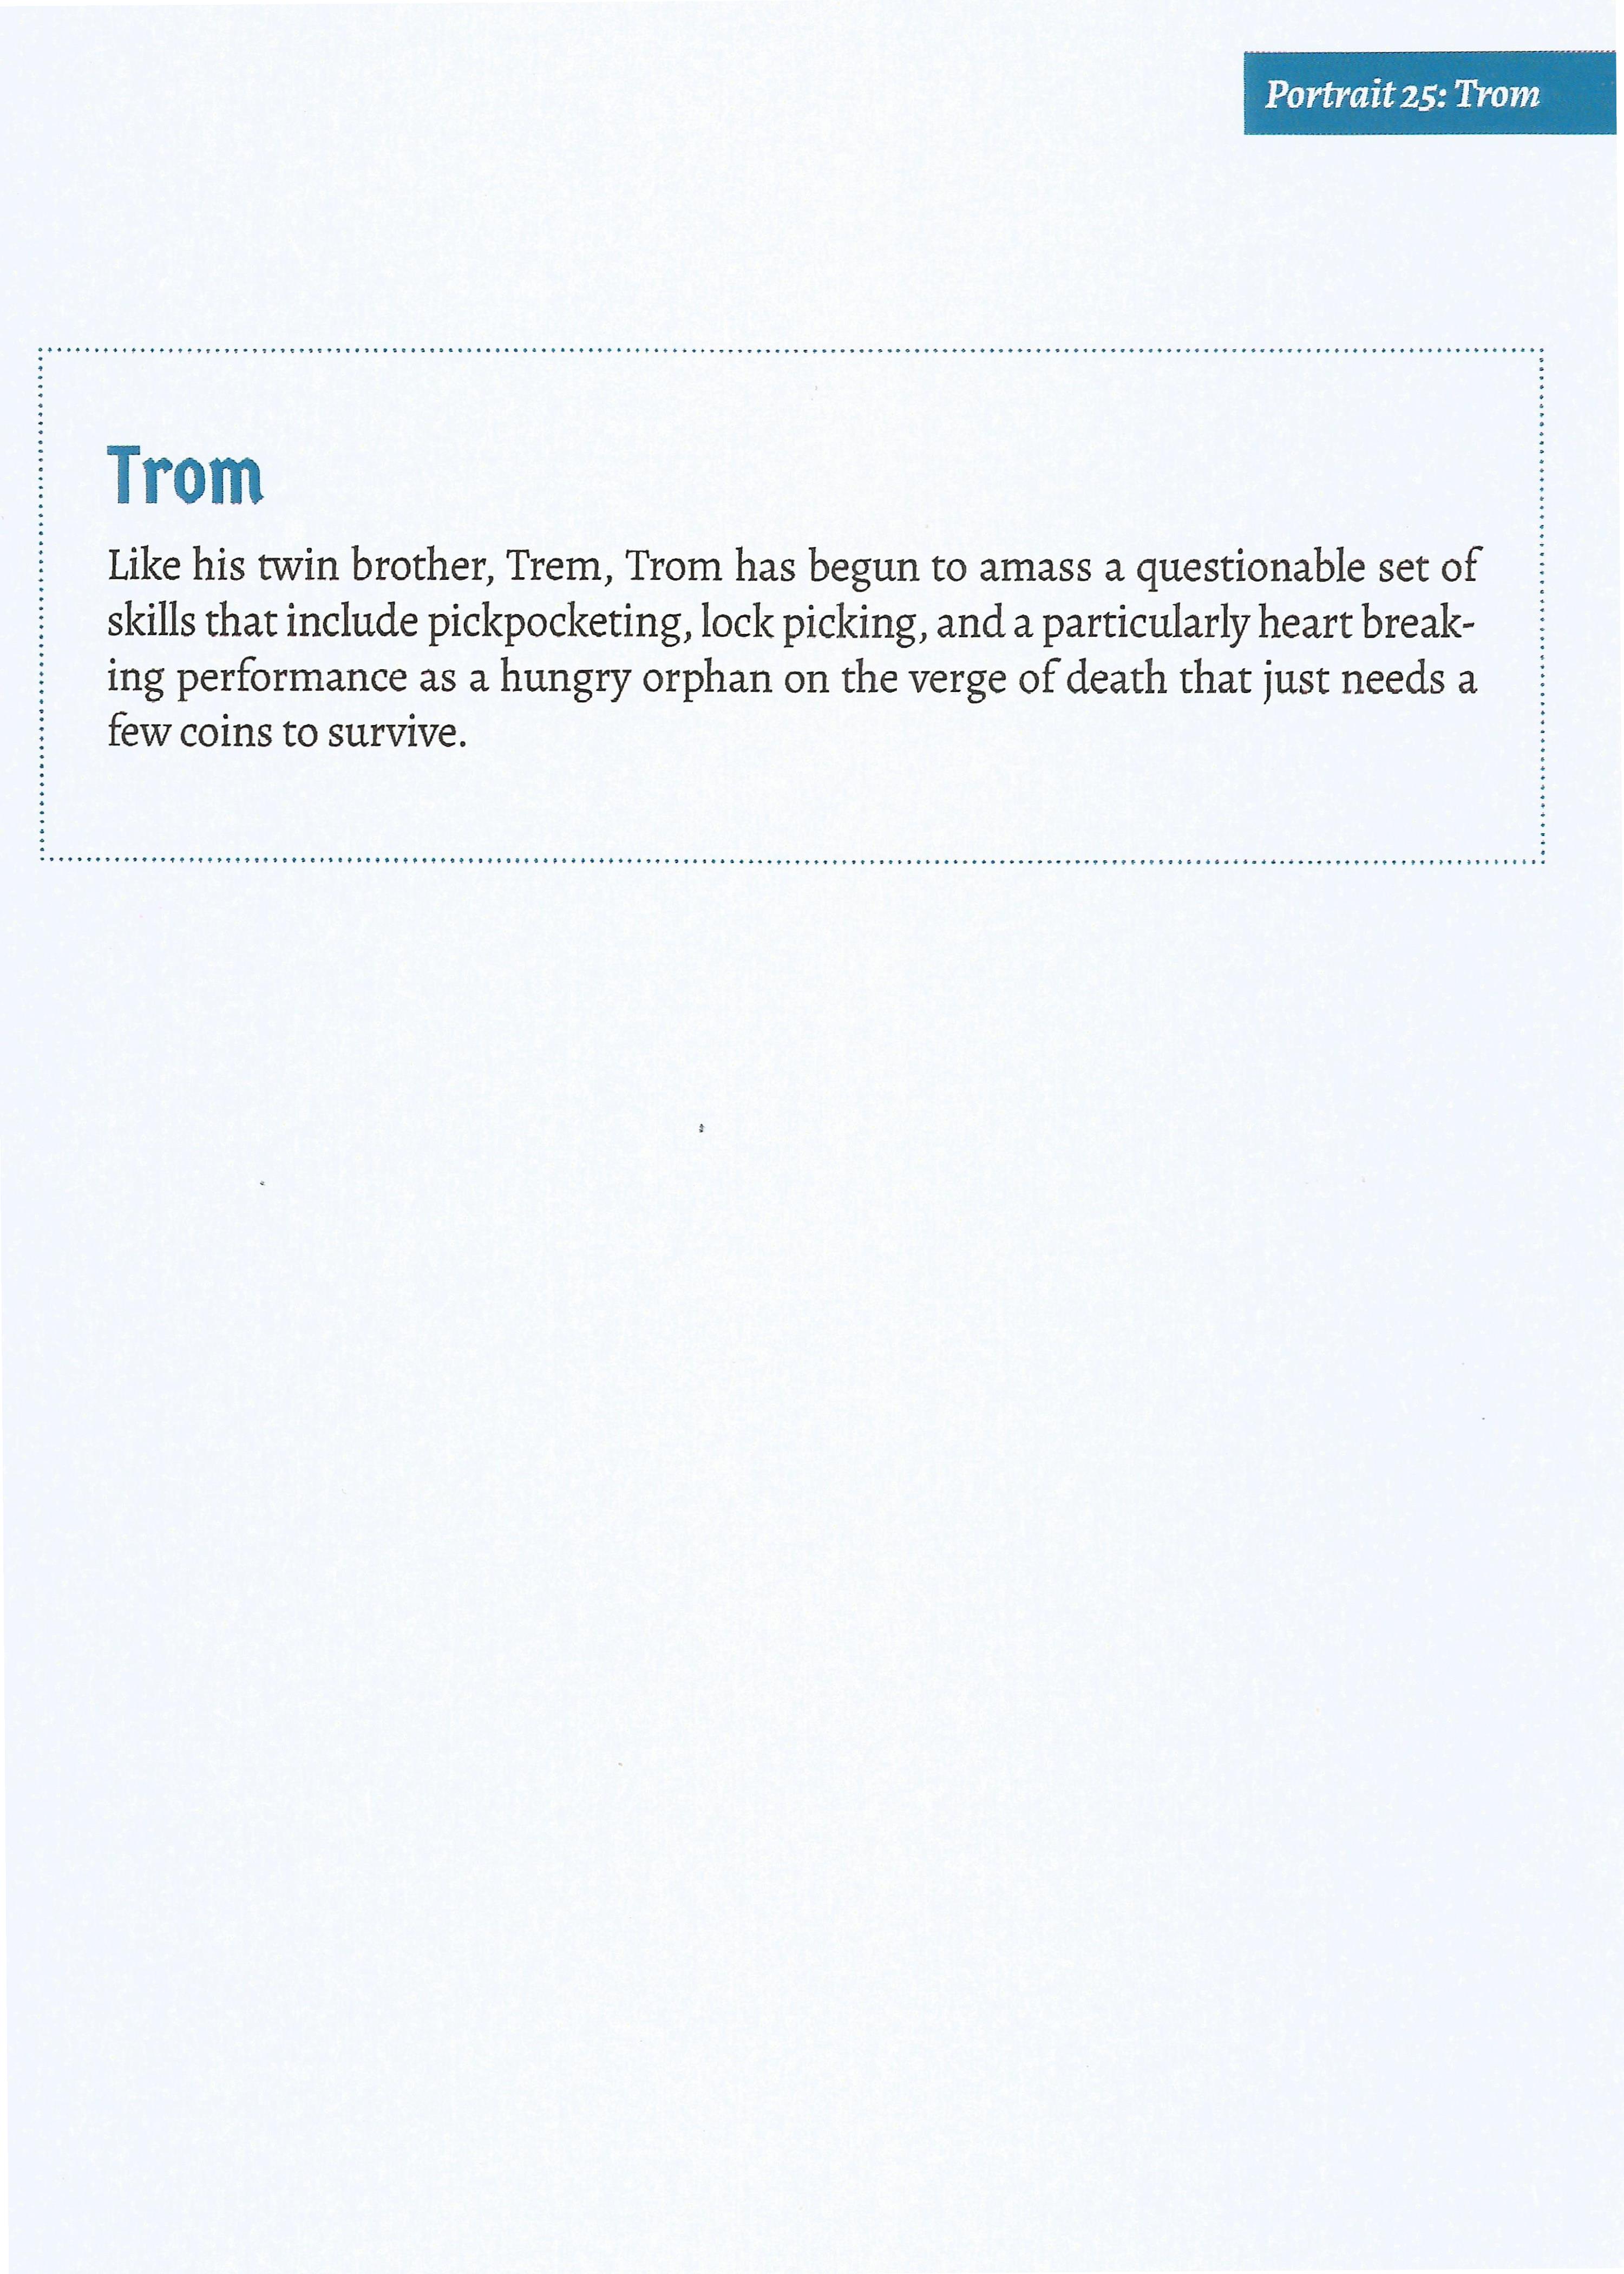 Portrait 25: Trom
Trom
Like his twin brother, Trem, Trom has begun to amass a questionable set of
skills that include pickpocketing, lock picking, and a particularly heart break-
ing performance as a hungry orphan on the verge of death that just needs a
few coins to survive.